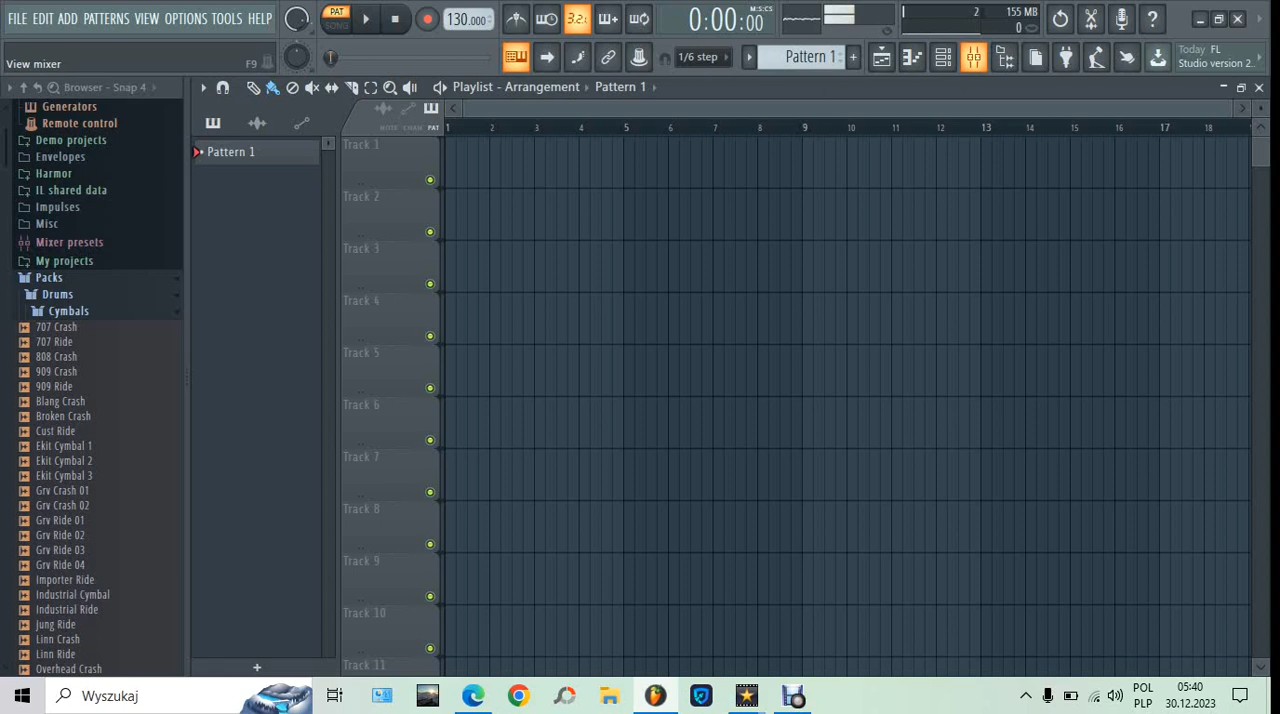 FILE EDIT ADD PATTERNS VIEW OPTIONS TOOLS HELP
PAT
SONG
130.000
3.2.
0:00:00
M:S:CS
2
155 MB
0
View mixer
F9
1/6 step
Pattern 1
Today FL
Studio version 2..
Browser - Snap 4
Playlist - Arrangement
Pattern 1
Generators
Remote control
Demo projects
Envelopes
Harmor
IL shared data
Impulses
Misc
Mixer presets
My projects
Packs
Drums
Cymbals
707 Crash
707 Ride
808 Crash
909 Crash
909 Ride
Blang Crash
Broken Crash
Cust Ride
Ekit Cymbal 1
Ekit Cymbal 2
Ekit Cymbal 3
Grv Crash 01
Grv Crash 02
Grv Ride 01
Grv Ride 02
Grv Ride 03
Grv Ride 04
Importer Ride
Industrial Cymbal
Industrial Ride
Jung Ride
Linn Crash
Linn Ride
Overhead Crash
Pattern 1
+
CHAN PAT
1 2 3 4 5 6 7 8 9 10 11 12 13 14 15 16 17 18
Track 1
Track 2
Track 3
Track 4
Track 5
Track 6
Track 7
Track 8
Track 9
Track 10
Track 11
Wyszukaj
POL
PLP
05:40
30.12.2023